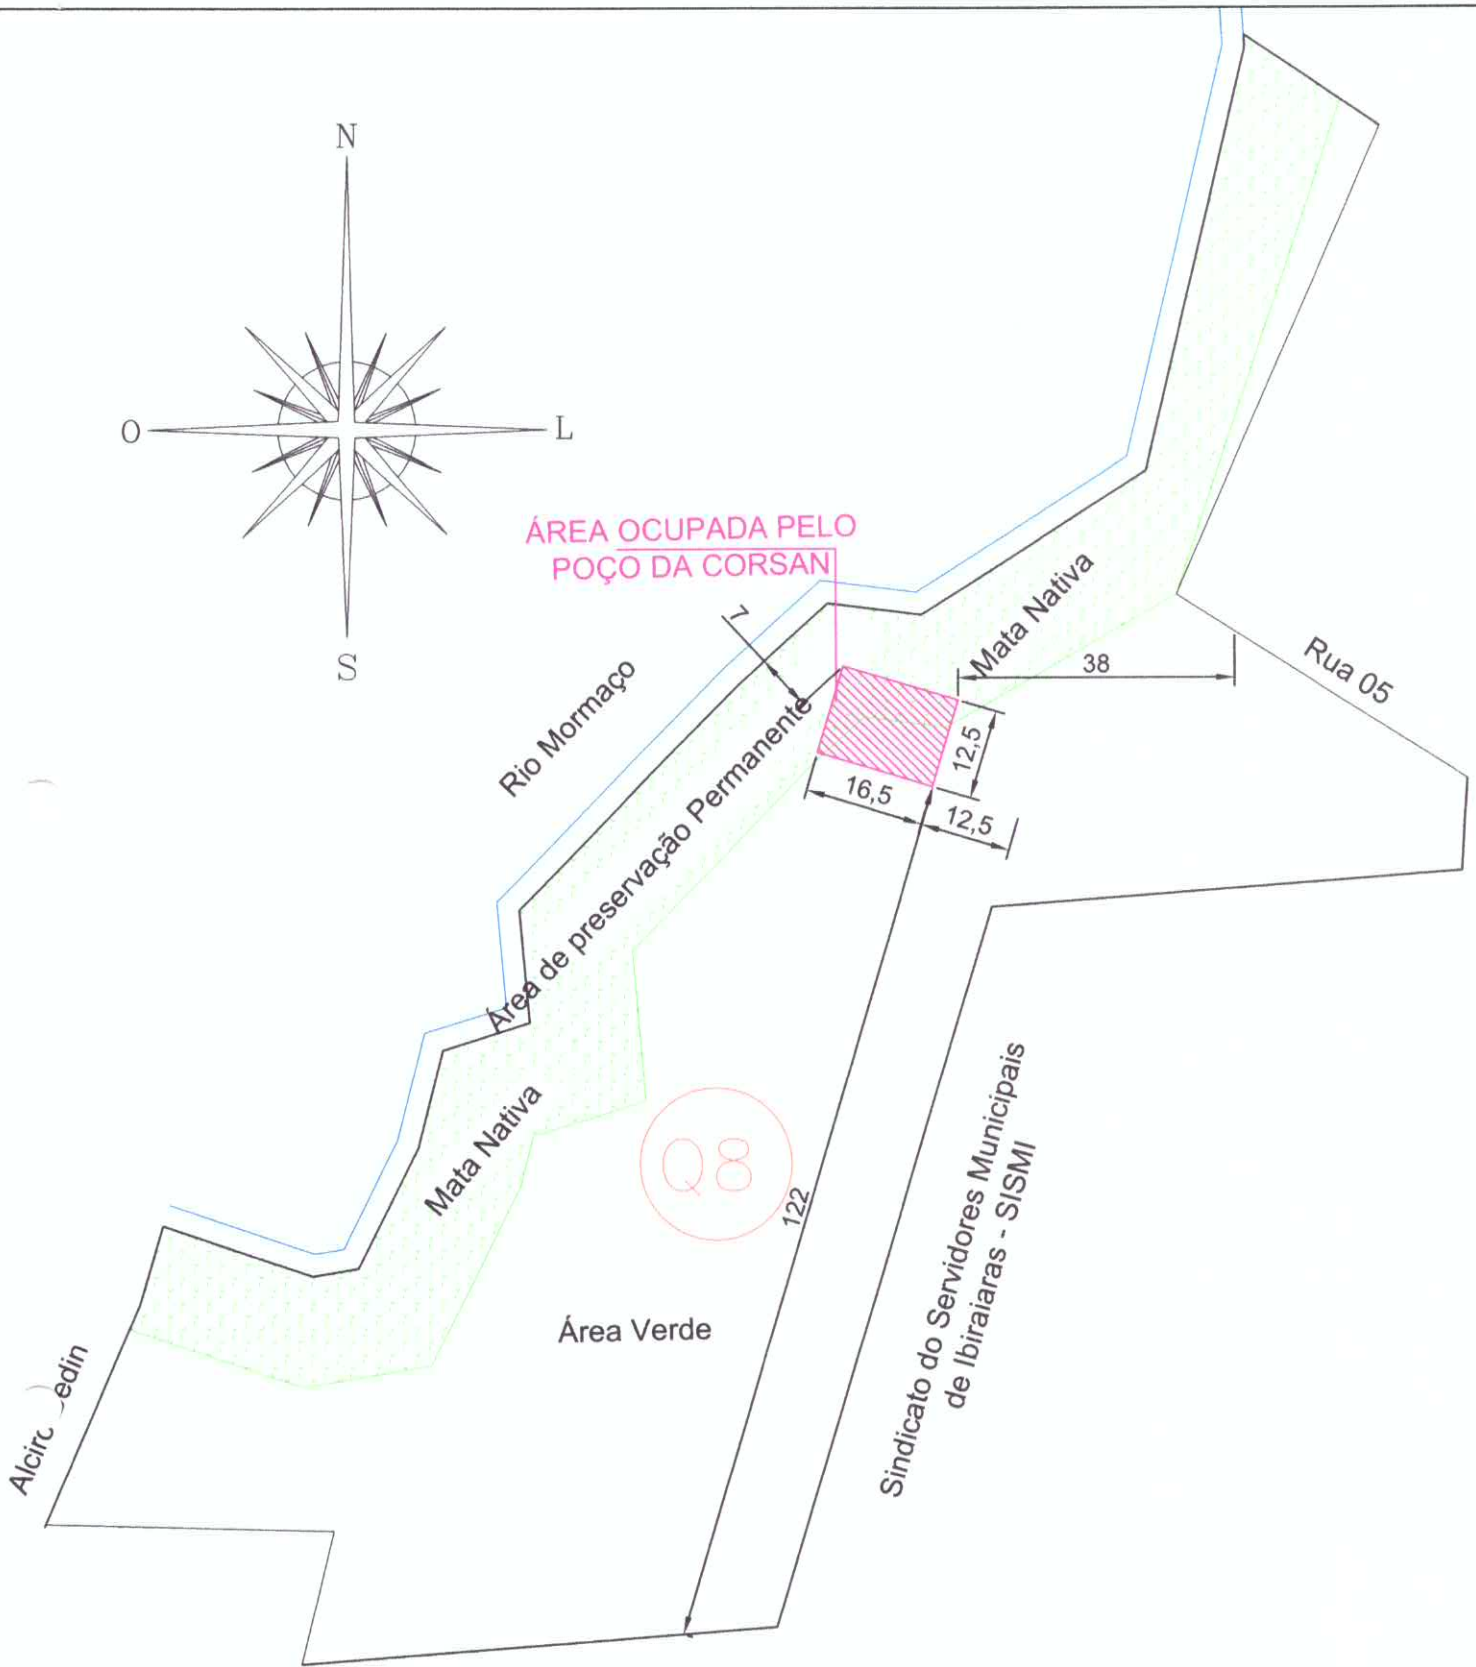 N
O
L
S
ÁREA OCUPADA PELO
POÇO DA CORSAN
7
Mata Nativa
38
Rua 05
Rio Mormaço
12,5
16,5
12,5
Área de preservação Permanente
Mata Nativa
Q8
122
Sindicato do Servidores Municipais
de Ibiraiaras - SISMI
Área Verde